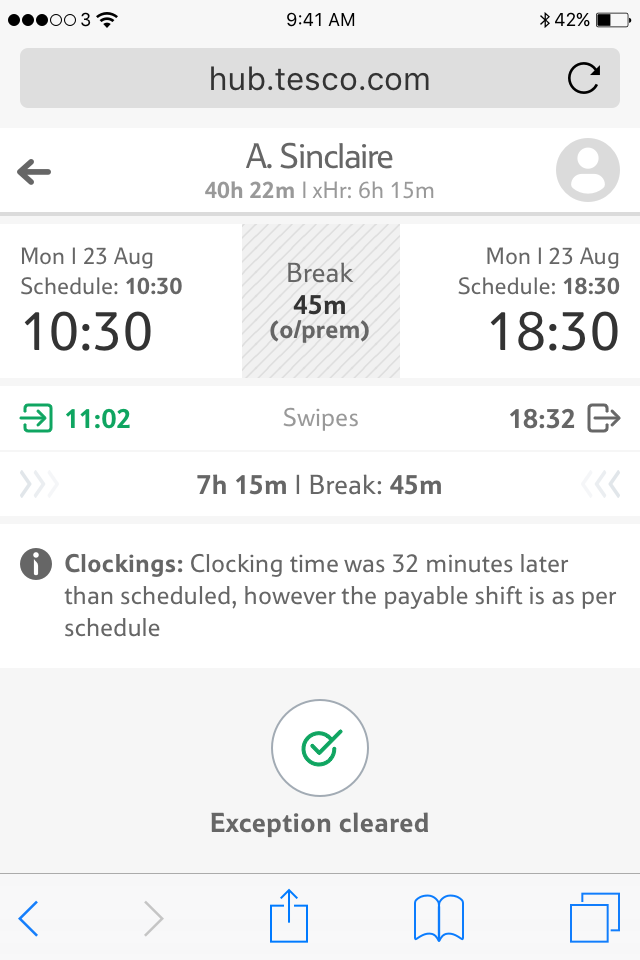 3 9:41 AM 42%
hub.tesco.com
A. Sinclaire
40h 22m | xHr: 6h 15m
Mon | 23 Aug
Schedule: 10:30
10:30
Break
45m
(o/prem)
Mon | 23 Aug
Schedule: 18:30
18:30
11:02 Swipes 18:32
7h 15m | Break: 45m
Clockings: Clocking time was 32 minutes later
than scheduled, however the payable shift is as per
schedule
Exception cleared